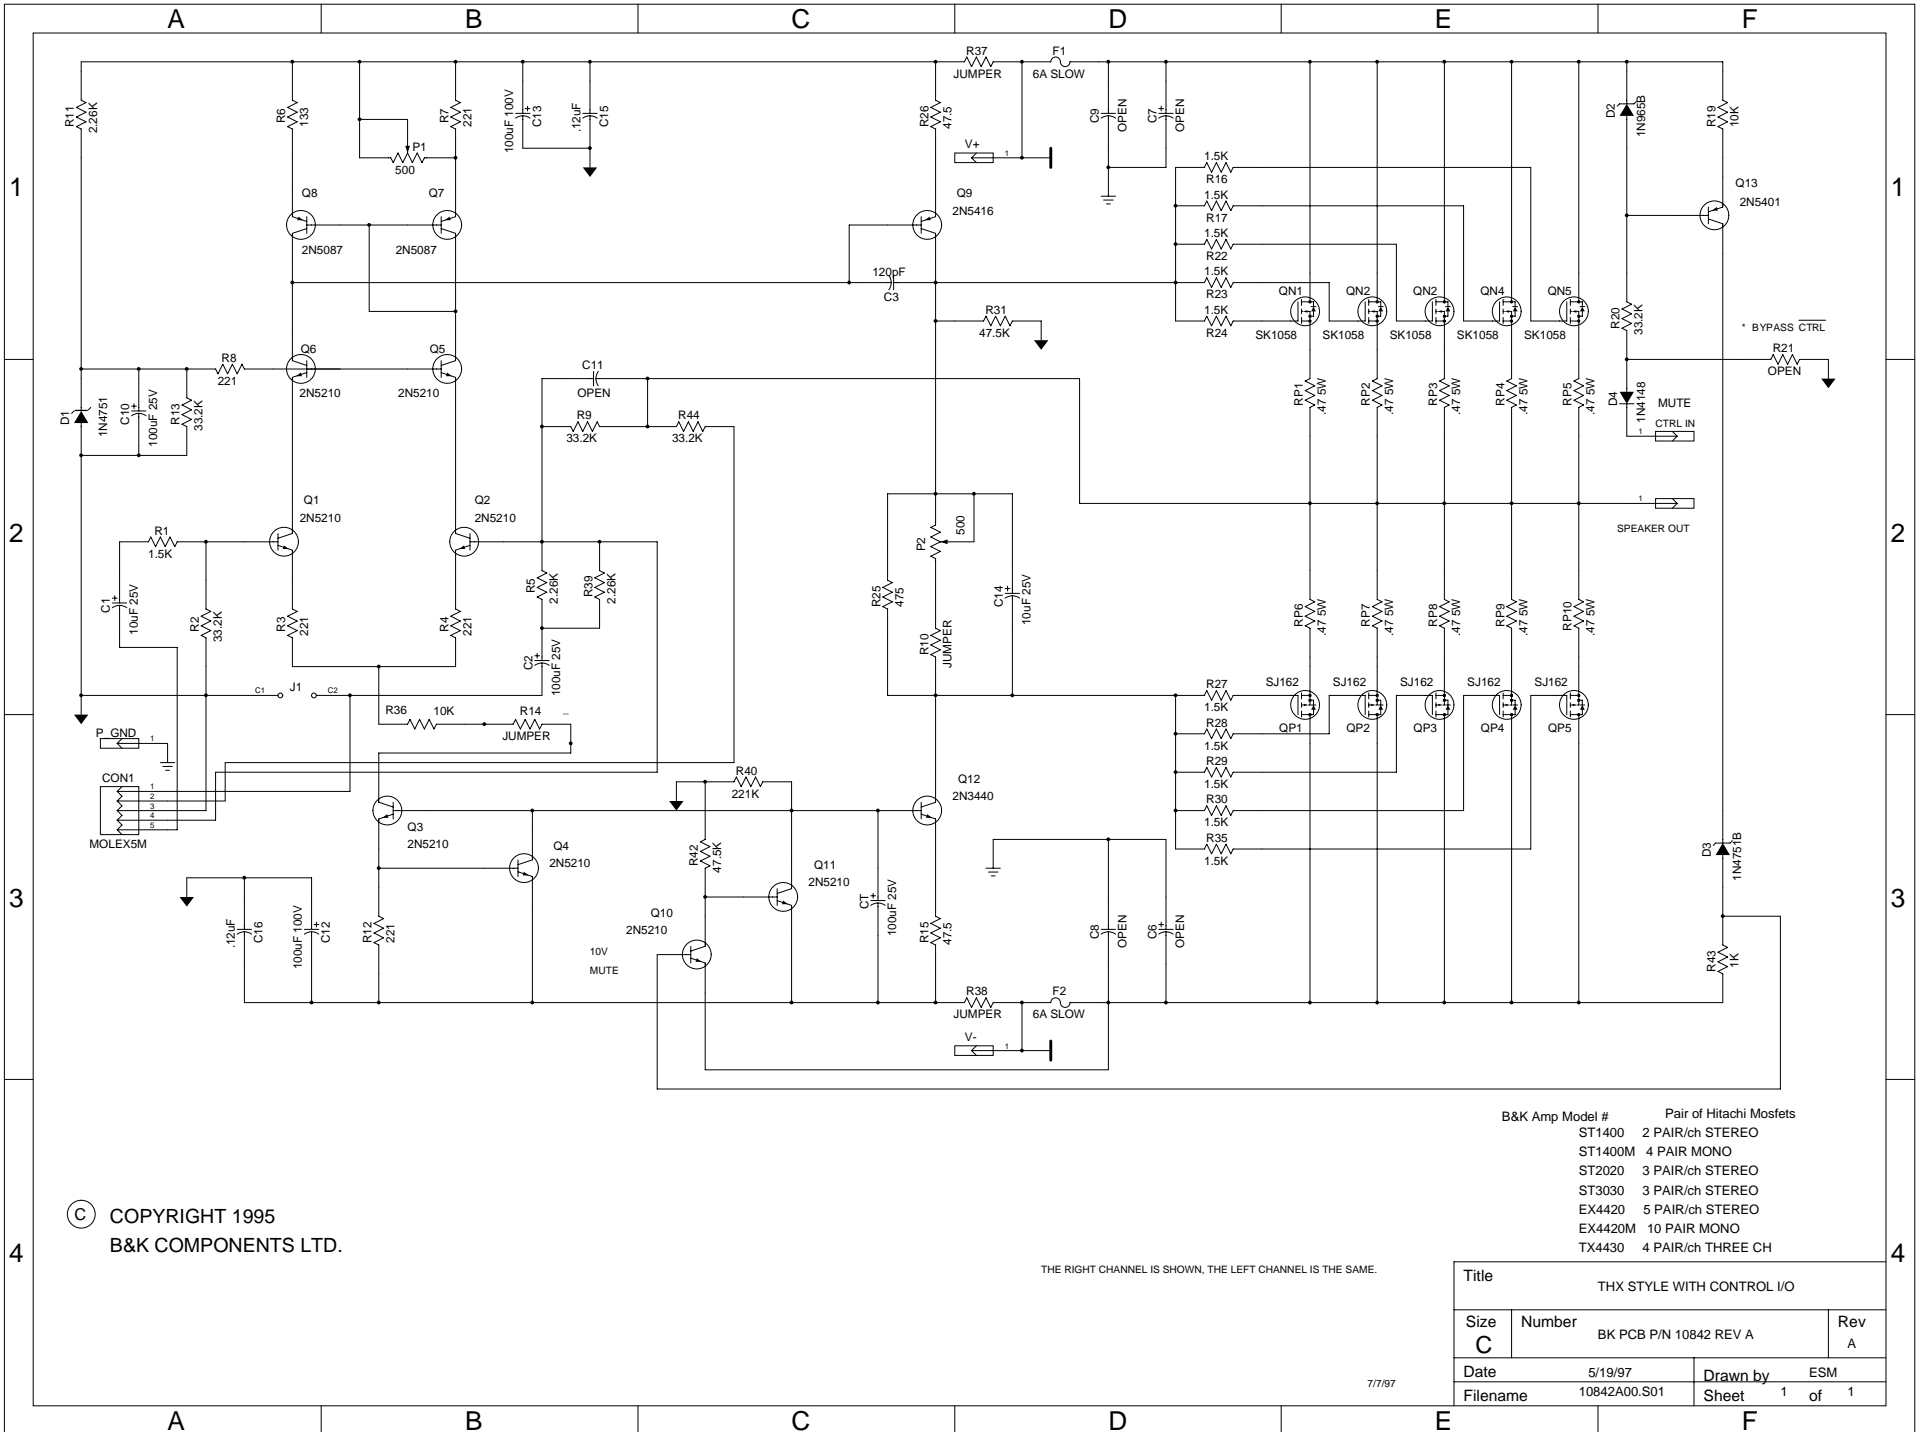 A B C D E F
R37
JUMPER
F1
6A SLOW
R11
2.26K
R6
133
R7
221
100uF 100V
+
C13
.12uF
C15
R26
47.5
C9
OPEN
C7
+
OPEN
D2
1N965B
R19
10K
P1
500
V+
1
1
1
Q8
2N5087
Q7
2N5087
Q9
2N5416
1.5K
R16
1.5K
R17
1.5K
R22
1.5K
R23
1.5K
R24
Q13
2N5401
120pF
C3
R31
47.5K
QN1
SK1058
QN2
SK1058
QN2
SK1058
QN4
SK1058
QN5
SK1058
R20
33.2K
* BYPASS CTRL
R21
OPEN
R8
221
Q6
2N5210
Q5
2N5210
C11
OPEN
R9
33.2K
R44
33.2K
D1
1N4751
C10
+
100uF 25V
R13
33.2K
RP1
.47 5W
RP2
.47 5W
RP3
.47 5W
RP4
.47 5W
RP5
.47 5W
D4
1N4148
MUTE
CTRL IN
1
1
SPEAKER OUT
2
2
Q1
2N5210
Q2
2N5210
R1
1.5K
C1
+
10uF 25V
R2
33.2K
R3
221
R4
221
R5
2.26K
R39
2.26K
C2
+
100uF 25V
P2
500
R25
475
R10
JUMPER
C14
+
10uF 25V
RP6
.47 5W
RP7
.47 5W
RP8
.47 5W
RP9
.47 5W
RP10
.47 5W
C1
J1
C2
R36
10K
R14
JUMPER
_
R27
1.5K
R28
1.5K
R29
1.5K
R30
1.5K
R35
1.5K
SJ162
QP1
SJ162
QP2
SJ162
QP3
SJ162
QP4
SJ162
QP5
P_GND
1
CON1
1
2
3
4
5
MOLEX5M
R40
221K
Q12
2N3440
Q3
2N5210
Q4
2N5210
R42
47.5K
Q11
2N5210
D3
1N4751B
3
3
.12uF
C16
100uF 100V
+
C12
R12
221
Q10
2N5210
10V
MUTE
CT
+
100uF 25V
R15
47.5
C8
OPEN
C6
+
OPEN
R43
1K
R38
JUMPER
F2
6A SLOW
V-
1
B&K Amp Model # Pair of Hitachi Mosfets
ST1400 2 PAIR/ch STEREO
ST1400M 4 PAIR MONO
ST2020 3 PAIR/ch STEREO
ST3030 3 PAIR/ch STEREO
EX4420 5 PAIR/ch STEREO
EX4420M 10 PAIR MONO
TX4430 4 PAIR/ch THREE CH
C COPYRIGHT 1995
B&K COMPONENTS LTD.
4
4
THE RIGHT CHANNEL IS SHOWN, THE LEFT CHANNEL IS THE SAME.
Title
THX STYLE WITH CONTROL I/O
Size
C
Number
BK PCB P/N 10842 REV A
Rev
A
Date 5/19/97
Drawn by ESM
Filename 10842A00.S01
Sheet 1 of 1
7/7/97
A B C D E F